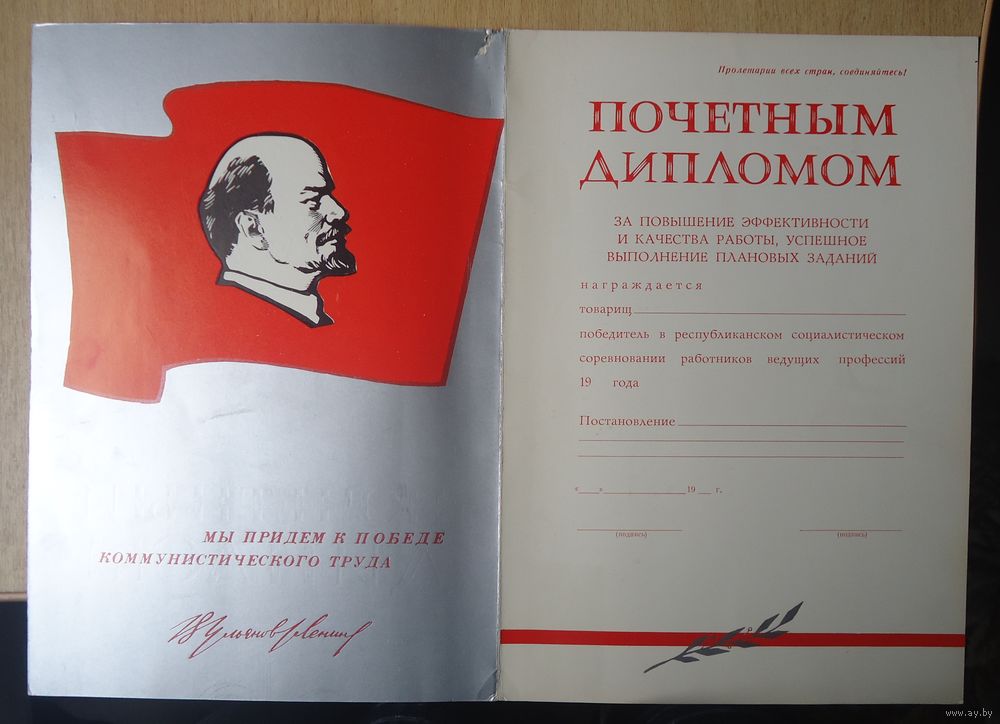 МЫ ПРИДЕМ К ПОБЕДЕ
КОММУНИСТИЧЕСКОГО ТРУДА
В Ульянов (Ленин)
Пролетарии всех стран, соединяйтесь!
ПОЧЕТНЫМ
ДИПЛОМОМ
ЗА ПОВЫШЕНИЕ ЭФФЕКТИВНОСТИ
И КАЧЕСТВА РАБОТЫ, УСПЕШНОЕ
ВЫПОЛНЕНИЕ ПЛАНОВЫХ ЗАДАНИЙ
награждается
товарищ
победитель в республиканском социалистическом
соревновании работников ведущих профессий
19 года
Постановление
« » 19 г.
(подпись) (подпись)
www.ay.by